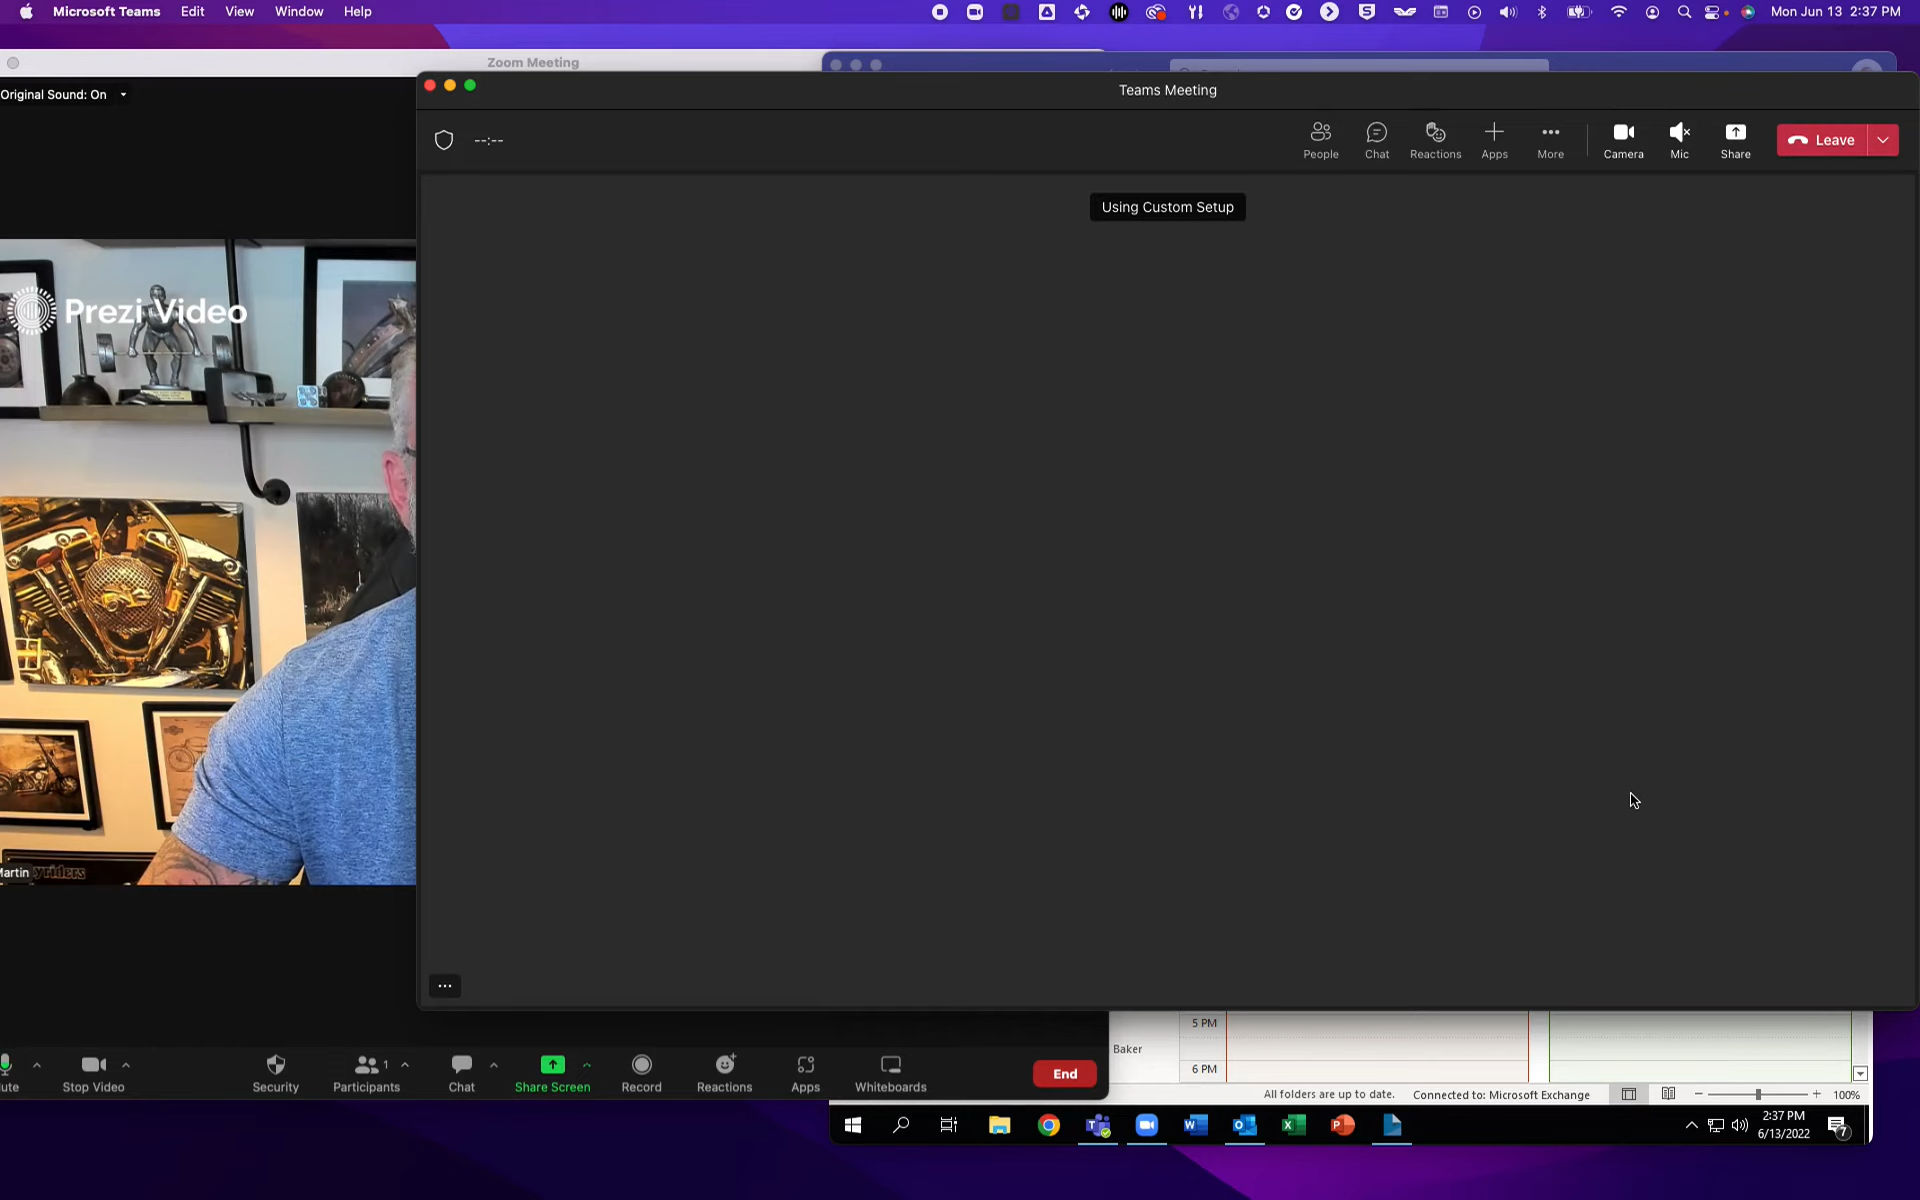 Microsoft Teams Edit View Window Help
Mon Jun 13 2:37 PM
Zoom Meeting
Original Sound: On
Teams Meeting
--:--
People Chat Reactions Apps More Camera Mic Share Leave
Using Custom Setup
Prezi Video
Martin
...
5 PM
Baker
6 PM
ute Stop Video Security Participants 1 Chat Share Screen Record Reactions Apps Whiteboards End
All folders are up to date. Connected to: Microsoft Exchange 100%
2:37 PM
6/13/2022
7